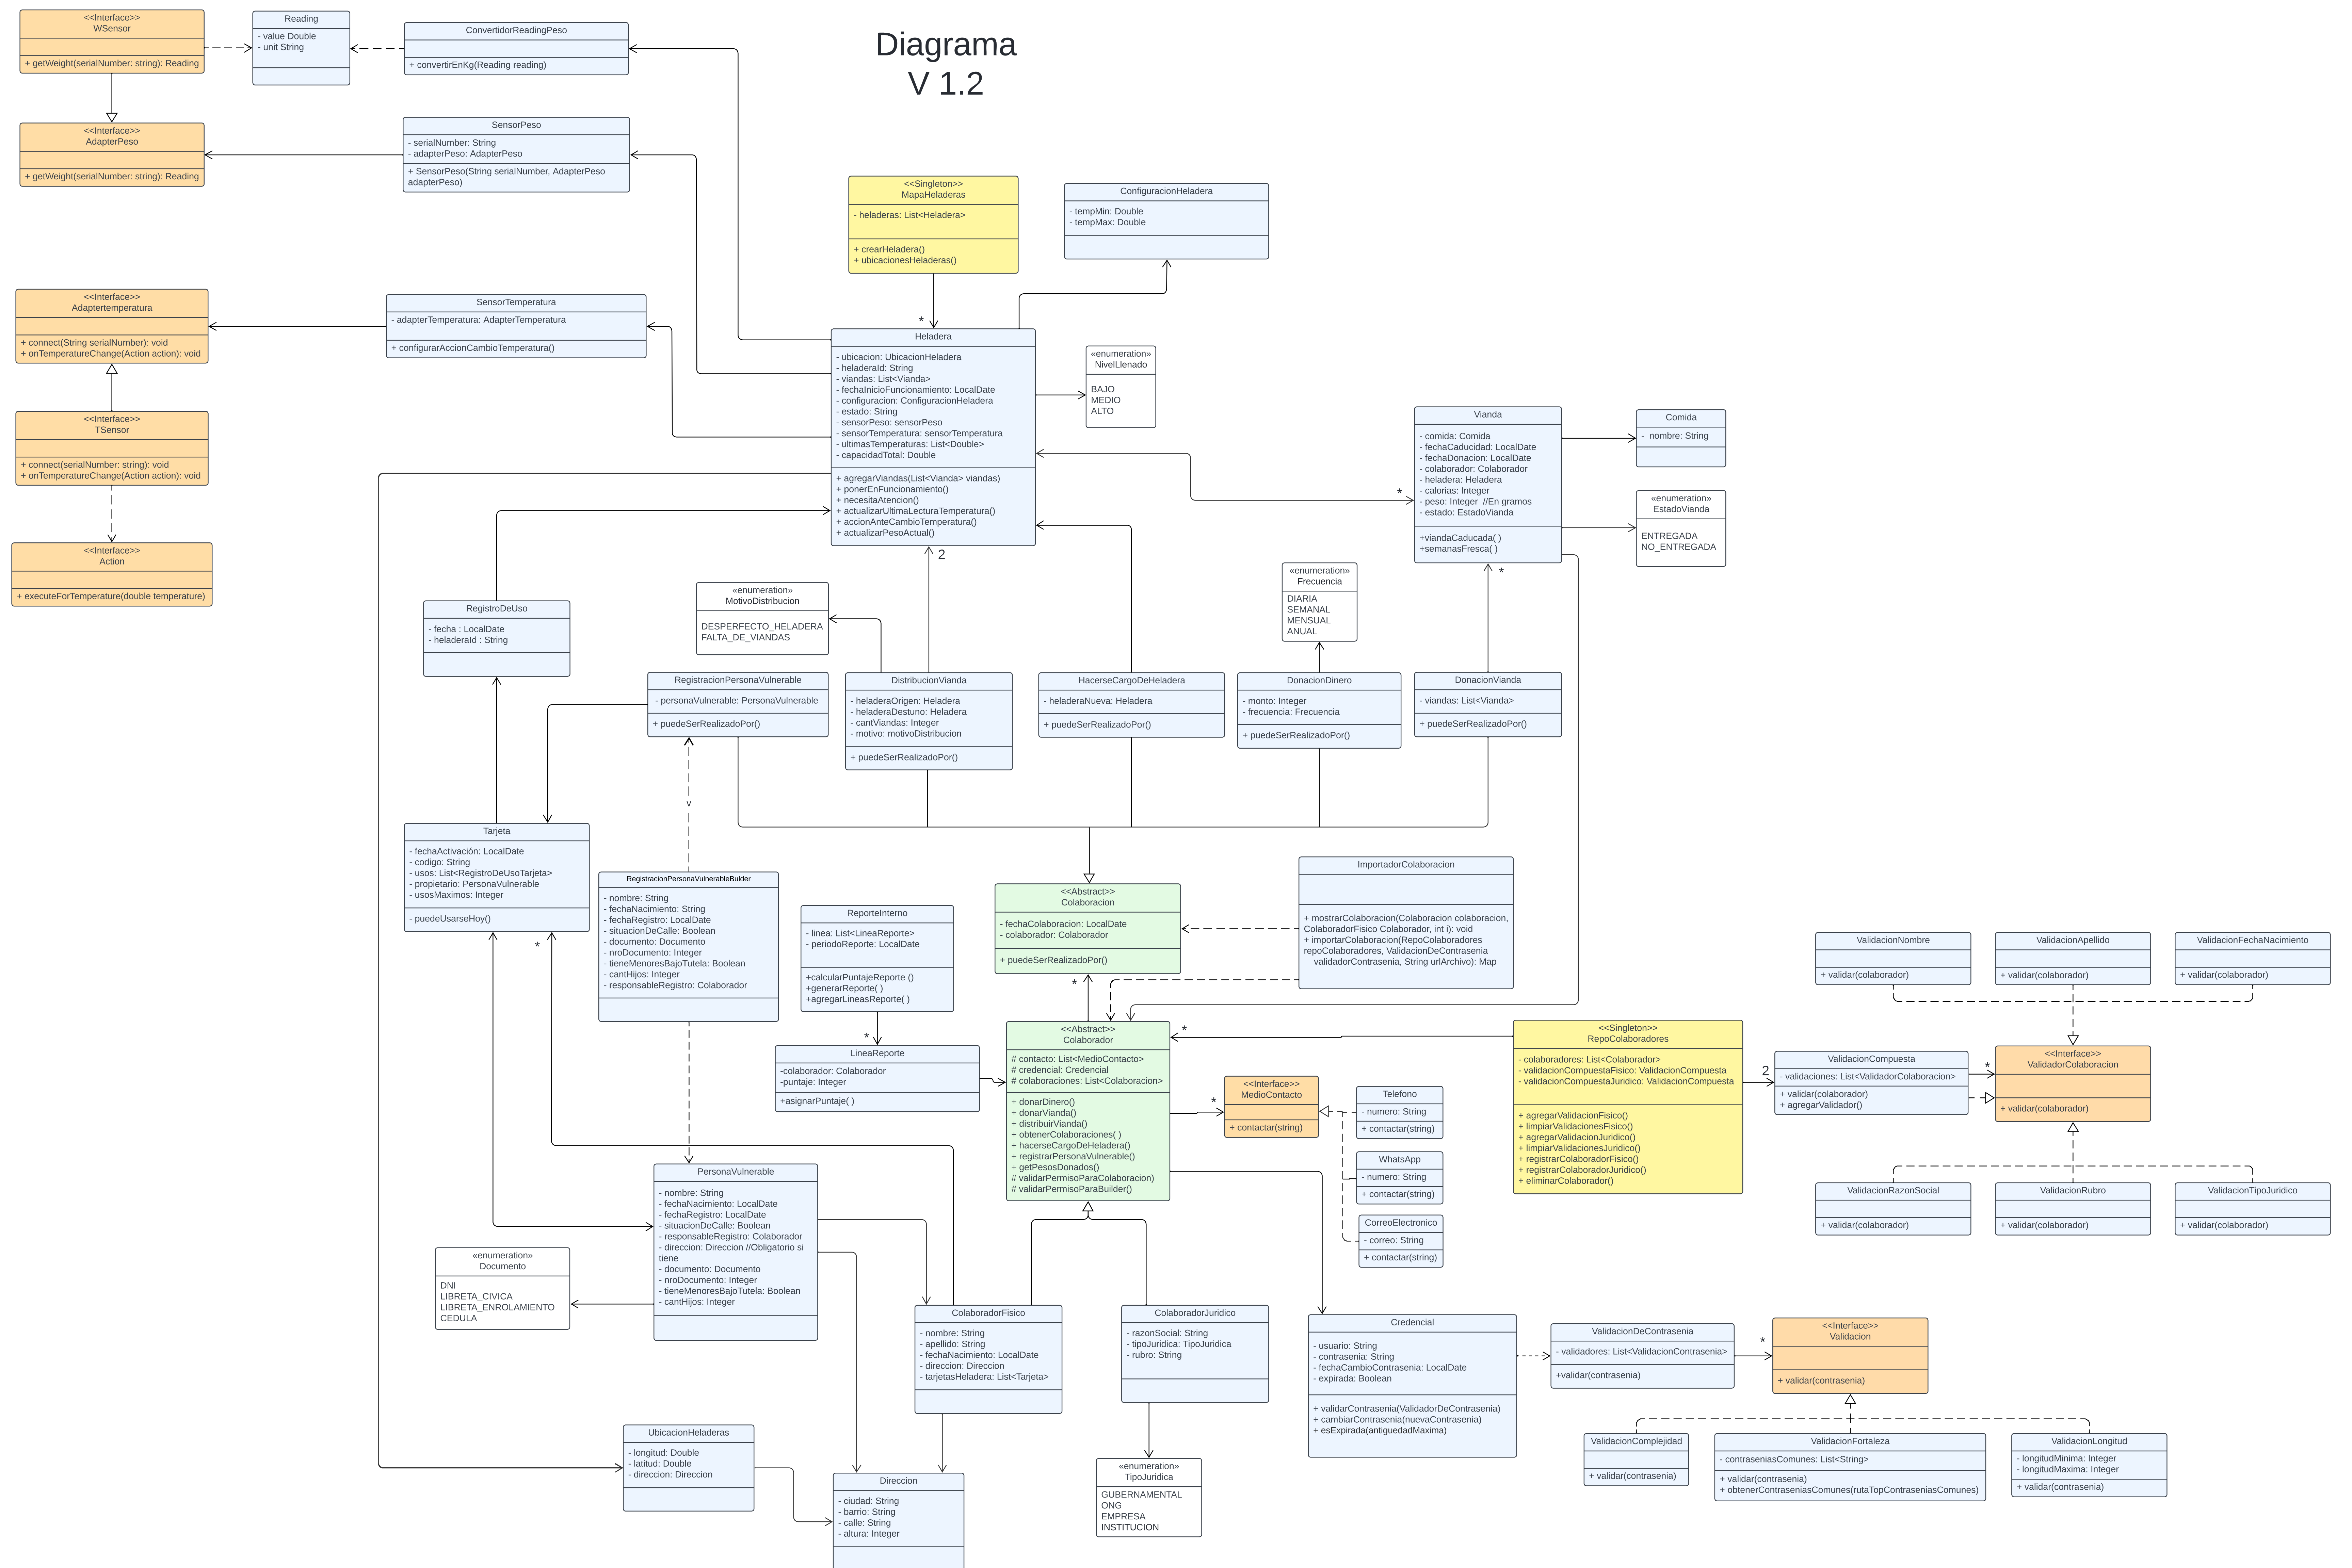 Diagrama
V 1.2
<<Interface>>
WSensor
+ getWeight(serialNumber: string): Reading
Reading
- value Double
- unit String
ConvertidorReadingPeso
+ convertirEnKg(Reading reading)
<<Interface>>
AdapterPeso
+ getWeight(serialNumber: string): Reading
SensorPeso
- serialNumber: String
- adapterPeso: AdapterPeso
+ SensorPeso(String serialNumber, AdapterPeso
adapterPeso)
<<Singleton>>
MapaHeladeras
- heladeras: List<Heladera>
+ crearHeladera()
+ ubicacionesHeladeras()
ConfiguracionHeladera
- tempMin: Double
- tempMax: Double
<<Interface>>
Adaptertemperatura
+ connect(String serialNumber): void
+ onTemperatureChange(Action action): void
SensorTemperatura
- adapterTemperatura: AdapterTemperatura
+ configurarAccionCambioTemperatura()
*
Heladera
- ubicacion: UbicacionHeladera
- heladeraId: String
- viandas: List<Vianda>
- fechaInicioFuncionamiento: LocalDate
- configuracion: ConfiguracionHeladera
- estado: String
- sensorPeso: sensorPeso
- sensorTemperatura: sensorTemperatura
- ultimasTemperaturas: List<Double>
- capacidadTotal: Double
+ agregarViandas(List<Vianda> viandas)
+ ponerEnFuncionamiento()
+ necesitaAtencion()
+ actualizarUltimaLecturaTemperatura()
+ accionAnteCambioTemperatura()
+ actualizarPesoActual()
«enumeration»
NivelLlenado
BAJO
MEDIO
ALTO
Vianda
- comida: Comida
- fechaCaducidad: LocalDate
- fechaDonacion: LocalDate
- colaborador: Colaborador
- heladera: Heladera
- calorias: Integer
- peso: Integer //En gramos
- estado: EstadoVianda
+viandaCaducada( )
+semanasFresca( )
*
Comida
- nombre: String
«enumeration»
EstadoVianda
ENTREGADA
NO_ENTREGADA
<<Interface>>
TSensor
+ connect(serialNumber: string): void
+ onTemperatureChange(Action action): void
<<Interface>>
Action
+ executeForTemperature(double temperature)
2
*
RegistroDeUso
- fecha : LocalDate
- heladeraId : String
«enumeration»
MotivoDistribucion
DESPERFECTO_HELADERA
FALTA_DE_VIANDAS
«enumeration»
Frecuencia
DIARIA
SEMANAL
MENSUAL
ANUAL
RegistracionPersonaVulnerable
- personaVulnerable: PersonaVulnerable
+ puedeSerRealizadoPor()
DistribucionVianda
- heladeraOrigen: Heladera
- heladeraDestuno: Heladera
- cantViandas: Integer
- motivo: motivoDistribucion
+ puedeSerRealizadoPor()
HacerseCargoDeHeladera
- heladeraNueva: Heladera
+ puedeSerRealizadoPor()
DonacionDinero
- monto: Integer
- frecuencia: Frecuencia
+ puedeSerRealizadoPor()
DonacionVianda
- viandas: List<Vianda>
+ puedeSerRealizadoPor()
v
Tarjeta
- fechaActivación: LocalDate
- codigo: String
- usos: List<RegistroDeUsoTarjeta>
- propietario: PersonaVulnerable
- usosMaximos: Integer
- puedeUsarseHoy()
*
RegistracionPersonaVulnerableBulder
- nombre: String
- fechaNacimiento: String
- fechaRegistro: LocalDate
- situacionDeCalle: Boolean
- documento: Documento
- nroDocumento: Integer
- tieneMenoresBajoTutela: Boolean
- cantHijos: Integer
- responsableRegistro: Colaborador
ReporteInterno
- linea: List<LineaReporte>
- periodoReporte: LocalDate
+calcularPuntajeReporte ()
+generarReporte( )
+agregarLineasReporte( )
*
LineaReporte
-colaborador: Colaborador
-puntaje: Integer
+asignarPuntaje( )
<<Abstract>>
Colaboracion
- fechaColaboracion: LocalDate
- colaborador: Colaborador
+ puedeSerRealizadoPor()
*
ImportadorColaboracion
+ mostrarColaboracion(Colaboracion colaboracion,
ColaboradorFisico Colaborador, int i): void
+ importarColaboracion(RepoColaboradores
repoColaboradores, ValidacionDeContrasenia
validadorContrasenia, String urlArchivo): Map
<<Abstract>>
Colaborador
# contacto: List<MedioContacto>
# credencial: Credencial
# colaboraciones: List<Colaboracion>
+ donarDinero()
+ donarVianda()
+ distribuirVianda()
+ obtenerColaboraciones( )
+ hacerseCargoDeHeladera()
+ registrarPersonaVulnerable()
+ getPesosDonados()
# validarPermisoParaColaboracion)
# validarPermisoParaBuilder()
*
*
<<Interface>>
MedioContacto
+ contactar(string)
Telefono
- numero: String
+ contactar(string)
WhatsApp
- numero: String
+ contactar(string)
CorreoElectronico
- correo: String
+ contactar(string)
<<Singleton>>
RepoColaboradores
- colaboradores: List<Colaborador>
- validacionCompuestaFisico: ValidacionCompuesta
- validacionCompuestaJuridico: ValidacionCompuesta
+ agregarValidacionFisico()
+ limpiarValidacionesFisico()
+ agregarValidacionJuridico()
+ limpiarValidacionesJuridico()
+ registrarColaboradorFisico()
+ registrarColaboradorJuridico()
+ eliminarColaborador()
2
ValidacionCompuesta
- validaciones: List<ValidadorColaboracion>
+ validar(colaborador)
+ agregarValidador()
*
ValidacionNombre
+ validar(colaborador)
ValidacionApellido
+ validar(colaborador)
ValidacionFechaNacimiento
+ validar(colaborador)
<<Interface>>
ValidadorColaboracion
+ validar(colaborador)
ValidacionRazonSocial
+ validar(colaborador)
ValidacionRubro
+ validar(colaborador)
ValidacionTipoJuridico
+ validar(colaborador)
PersonaVulnerable
- nombre: String
- fechaNacimiento: LocalDate
- fechaRegistro: LocalDate
- situacionDeCalle: Boolean
- responsableRegistro: Colaborador
- direccion: Direccion //Obligatorio si
tiene
- documento: Documento
- nroDocumento: Integer
- tieneMenoresBajoTutela: Boolean
- cantHijos: Integer
«enumeration»
Documento
DNI
LIBRETA_CIVICA
LIBRETA_ENROLAMIENTO
CEDULA
ColaboradorFisico
- nombre: String
- apellido: String
- fechaNacimiento: LocalDate
- direccion: Direccion
- tarjetasHeladera: List<Tarjeta>
ColaboradorJuridico
- razonSocial: String
- tipoJuridica: TipoJuridica
- rubro: String
Credencial
- usuario: String
- contrasenia: String
- fechaCambioContrasenia: LocalDate
- expirada: Boolean
+ validarContrasenia(ValidadorDeContrasenia)
+ cambiarContrasenia(nuevaContrasenia)
+ esExpirada(antiguedadMaxima)
ValidacionDeContrasenia
- validadores: List<ValidacionContrasenia>
+validar(contrasenia)
*
<<Interface>>
Validacion
+ validar(contrasenia)
ValidacionComplejidad
+ validar(contrasenia)
ValidacionFortaleza
- contraseniasComunes: List<String>
+ validar(contrasenia)
+ obtenerContraseniasComunes(rutaTopContraseniasComunes)
ValidacionLongitud
- longitudMinima: Integer
- longitudMaxima: Integer
+ validar(contrasenia)
UbicacionHeladeras
- longitud: Double
- latitud: Double
- direccion: Direccion
Direccion
- ciudad: String
- barrio: String
- calle: String
- altura: Integer
«enumeration»
TipoJuridica
GUBERNAMENTAL
ONG
EMPRESA
INSTITUCION